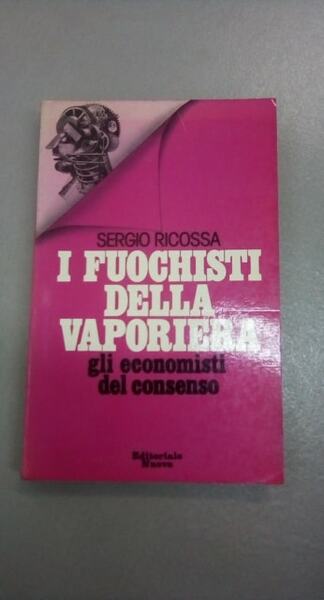 SERGIO RICOSSA
I FUOCHISTI
DELLA
VAPORIERA
gli economisti
del consenso
Editoriale
Nuova